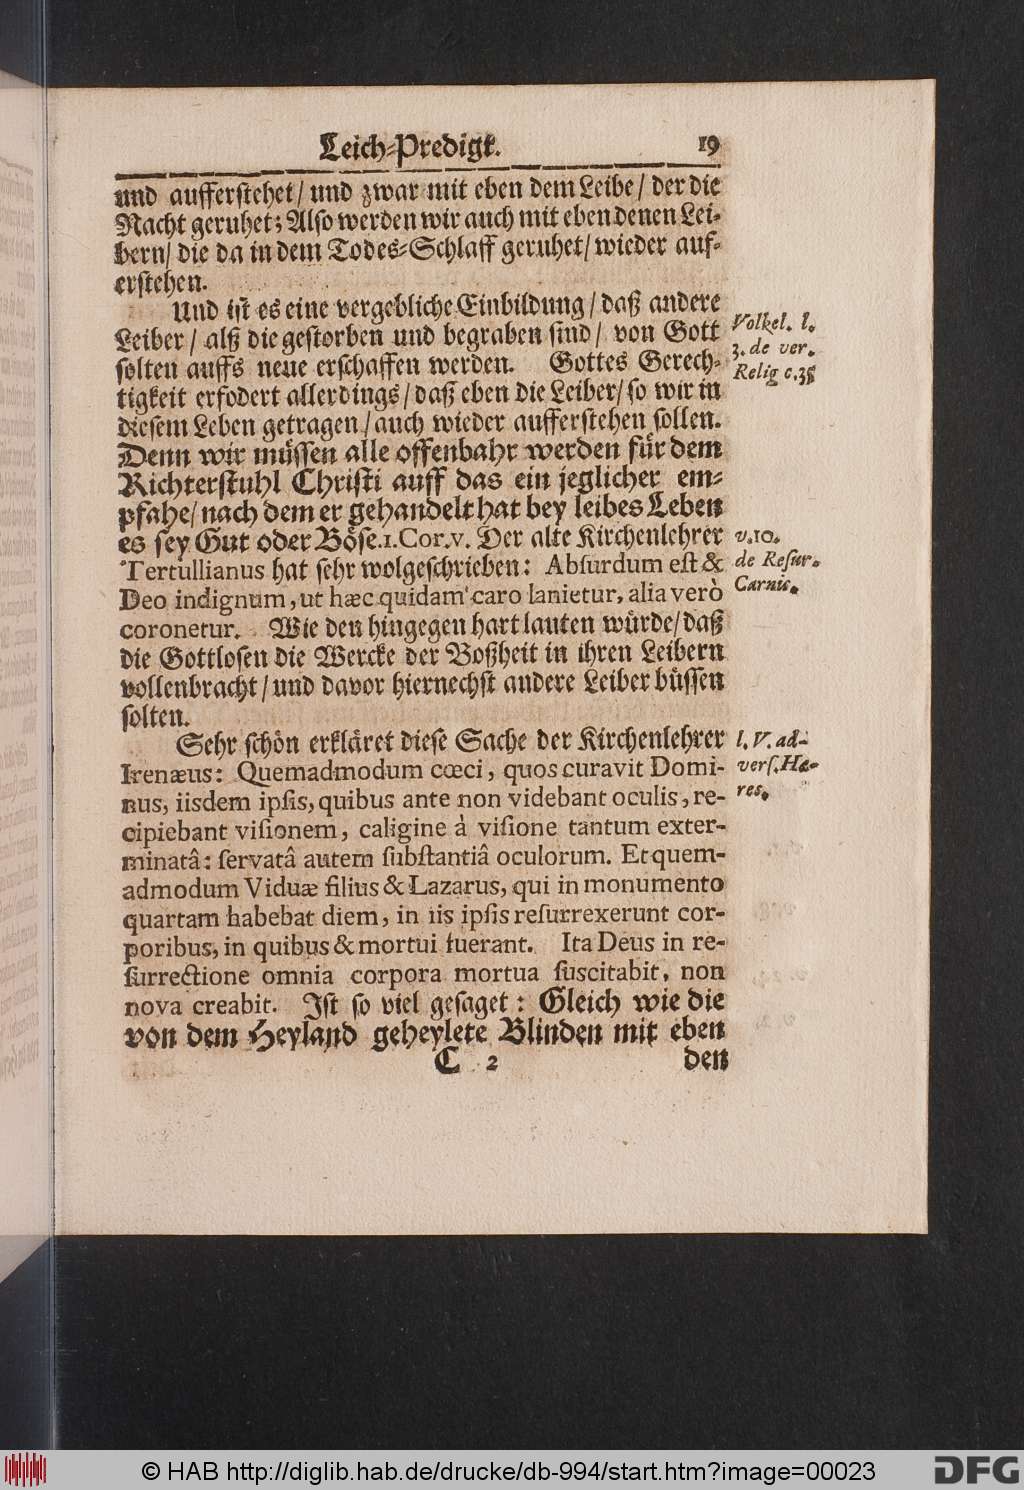 Leich-Predigt. 19
und aufferstehet/ und zwar mit eben dem Leibe/ der die
Nacht geruhet; Also werden wir auch mit eben denen Lei-
bern/ die da in dem Todes-Schlaff geruhet/ wieder auf-
erstehen.
Und ist es eine vergebliche Einbildung/ daß andere
Leiber/ alß die gestorben und begraben sind/ von Gott
solten auffs neue erschaffen werden. Gottes Gerech-
tigkeit erfodert allerdings/ daß eben die Leiber/ so wir in
diesem Leben getragen/ auch wieder aufferstehen sollen.
Denn wir müssen alle offenbahr werden für dem
Richterstuhl Christi auff das ein jeglicher em-
pfahe/ nach dem er gehandelt hat bey leibes Leben
es sey Gut oder Böse. 1. Cor. v. Der alte Kirchenlehrer
Tertullianus hat sehr wolgeschrieben: Absurdum est &
Deo indignum, ut hæc quidam caro lanietur, alia verò
coronetur. Wie den hingegen hart lauten würde/ daß
die Gottlosen die Wercke der Boßheit in ihren Leibern
vollenbracht/ und davor hiernechst andere Leiber büssen
solten.
Sehr schön erkläret diese Sache der Kirchenlehrer
Irenæus: Quemadmodum cœci, quos curavit Domi-
nus, iisdem ipsis, quibus ante non videbant oculis, re-
cipiebant visionem, caligine à visione tantum exter-
minatâ: servatâ autem substantiâ oculorum. Et quem-
admodum Viduæ filius & Lazarus, qui in monumento
quartam habebat diem, in iis ipsis resurrexerunt cor-
poribus, in quibus & mortui fuerant. Ita Deus in re-
surrectione omnia corpora mortua suscitabit, non
nova creabit. Ist so viel gesaget: Gleich wie die
von dem Heyland geheylete Blinden mit eben
C 2 den
Volkel. l.
3. de ver.
Relig c.
v. 10.
de Resur.
Carnis.
l. V. ad-
vers. Hæ-
res.
© HAB http://diglib.hab.de/drucke/db-994/start.htm?image=00023
DFG